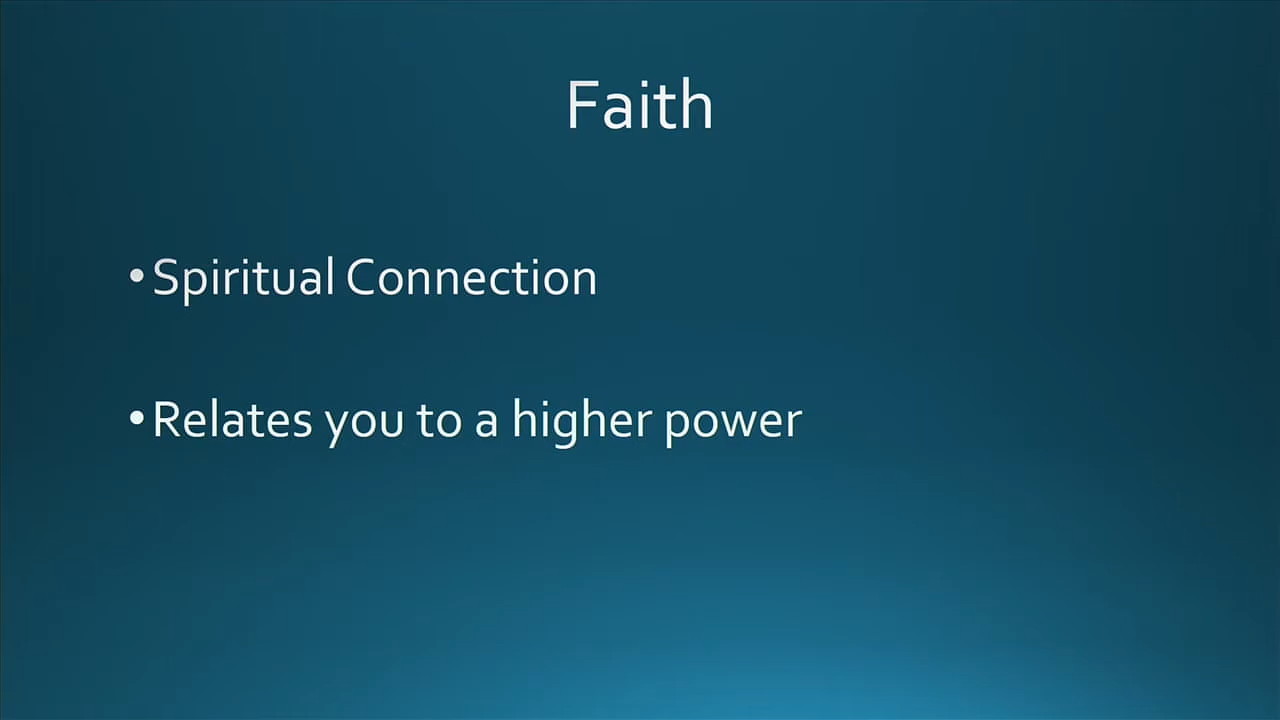 Faith
•Spiritual Connection
•Relates you to a higher power